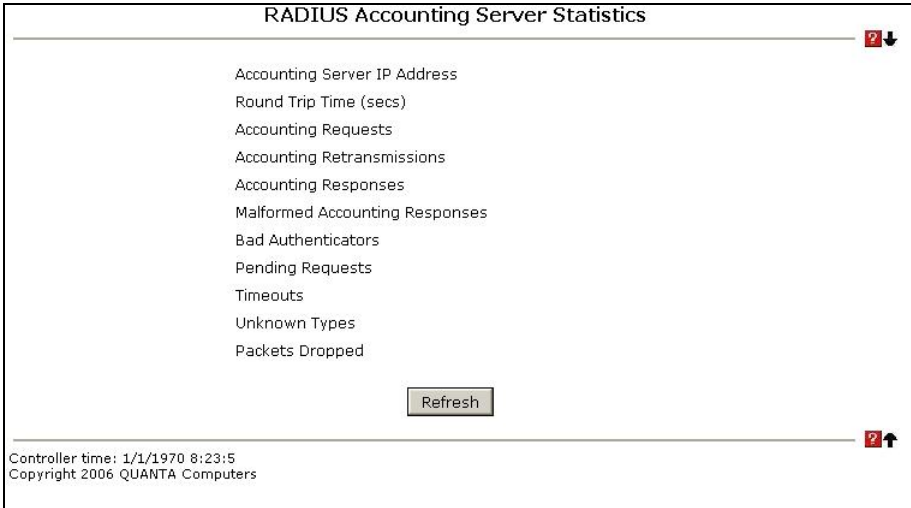 RADIUS Accounting Server Statistics
?
Accounting Server IP Address
Round Trip Time (secs)
Accounting Requests
Accounting Retransmissions
Accounting Responses
Malformed Accounting Responses
Bad Authenticators
Pending Requests
Timeouts
Unknown Types
Packets Dropped
Refresh
?
Controller time: 1/1/1970 8:23:5
Copyright 2006 QUANTA Computers